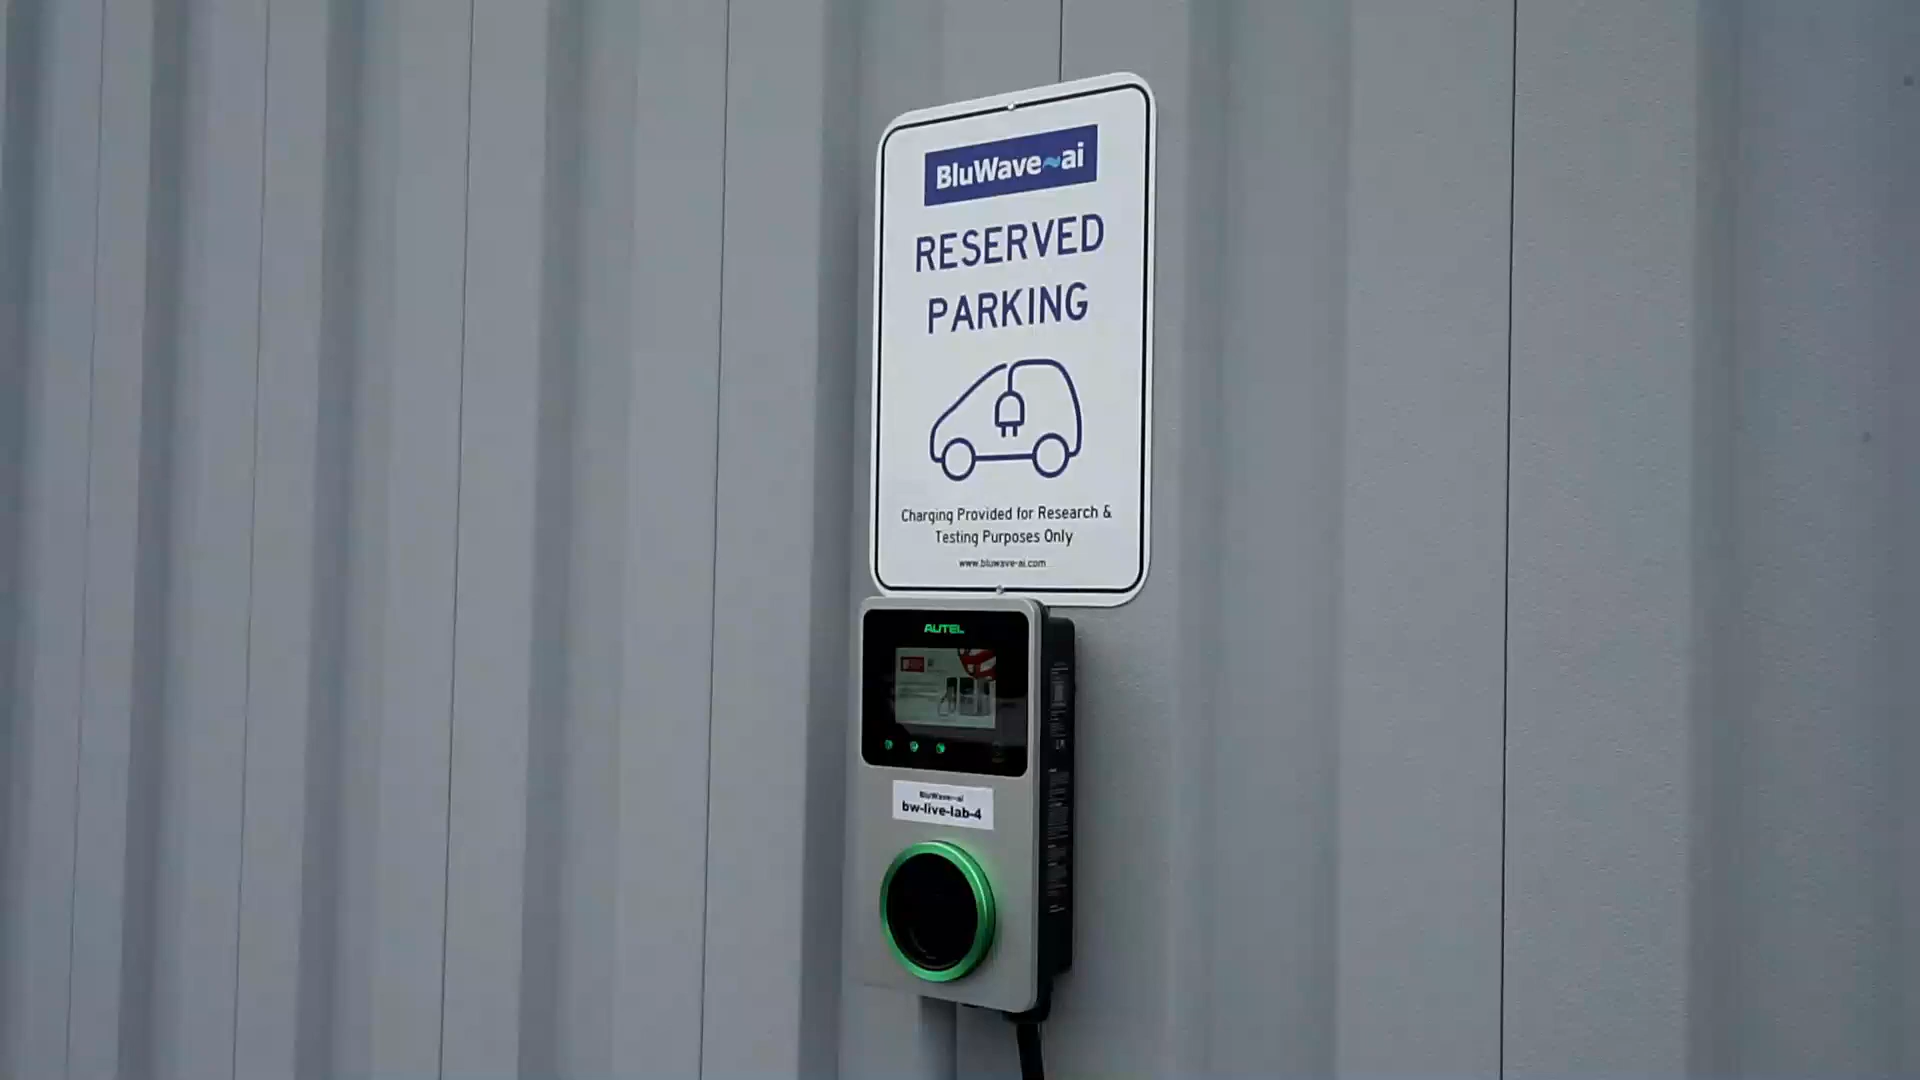 BluWave~ai
RESERVED
PARKING
Charging Provided for Research &
Testing Purposes Only
www.bluwave-ai.com
AUTEL
BluWave~ai
bw-live-lab-4